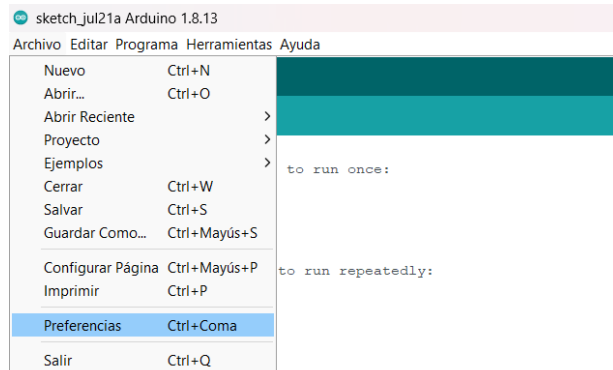 sketch_jul21a Arduino 1.8.13
Archivo Editar Programa Herramientas Ayuda
Nuevo Ctrl+N
Abrir... Ctrl+O
Abrir Reciente >
Proyecto >
Ejemplos >
to run once:
Cerrar Ctrl+W
Salvar Ctrl+S
Guardar Como... Ctrl+Mayús+S
Configurar Página Ctrl+Mayús+P
to run repeatedly:
Imprimir Ctrl+P
Preferencias Ctrl+Coma
Salir Ctrl+Q